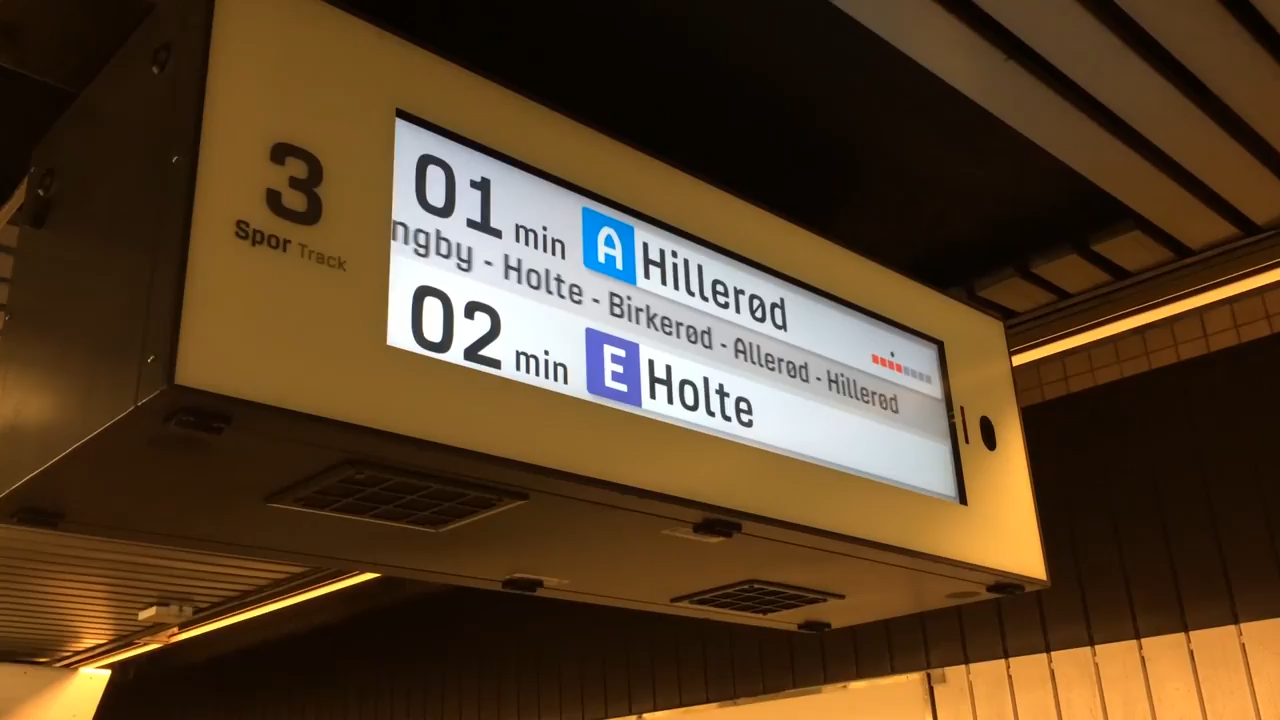 3
Spor Track
01 min A Hillerød
ngby - Holte - Birkerød - Allerød - Hillerød
02 min E Holte